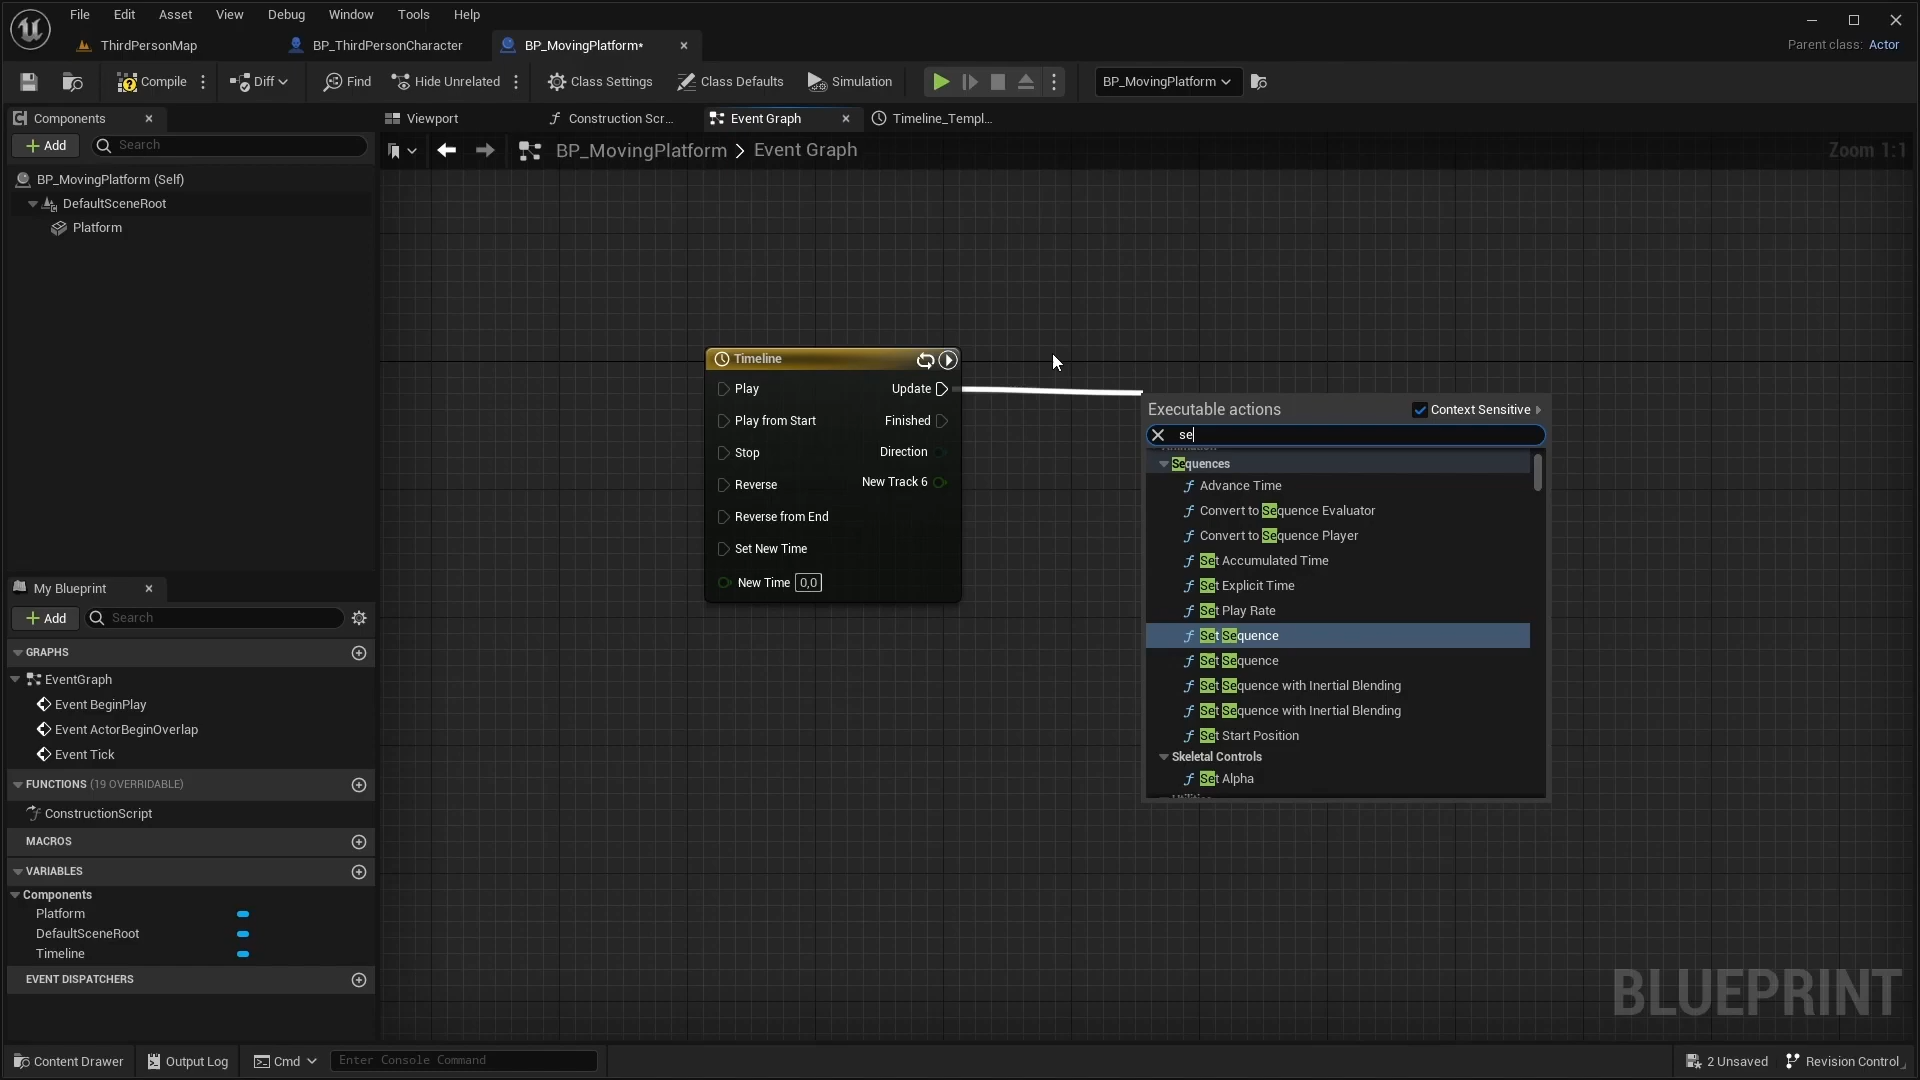 File Edit Asset View Debug Window Tools Help
ThirdPersonMap BP_ThirdPersonCharacter BP_MovingPlatform*
Parent class: Actor
Compile Diff Find Hide Unrelated Class Settings Class Defaults Simulation BP_MovingPlatform
Components
Viewport Construction Scr... Event Graph Timeline_Templ...
Add Search
BP_MovingPlatform > Event Graph
Zoom 1:1
BP_MovingPlatform (Self)
DefaultSceneRoot
Platform
Timeline
Play Update
Play from Start Finished
Stop Direction
Reverse New Track 6
Reverse from End
Set New Time
New Time 0,0
Executable actions Context Sensitive
se
Sequences
Advance Time
Convert to Sequence Evaluator
Convert to Sequence Player
Set Accumulated Time
Set Explicit Time
Set Play Rate
Set Sequence
Set Sequence
Set Sequence with Inertial Blending
Set Sequence with Inertial Blending
Set Start Position
Skeletal Controls
Set Alpha
My Blueprint
Add Search
GRAPHS
EventGraph
Event BeginPlay
Event ActorBeginOverlap
Event Tick
FUNCTIONS (19 OVERRIDABLE)
ConstructionScript
MACROS
VARIABLES
Components
Platform
DefaultSceneRoot
Timeline
EVENT DISPATCHERS
BLUEPRINT
Content Drawer Output Log Cmd Enter Console Command 2 Unsaved Revision Control